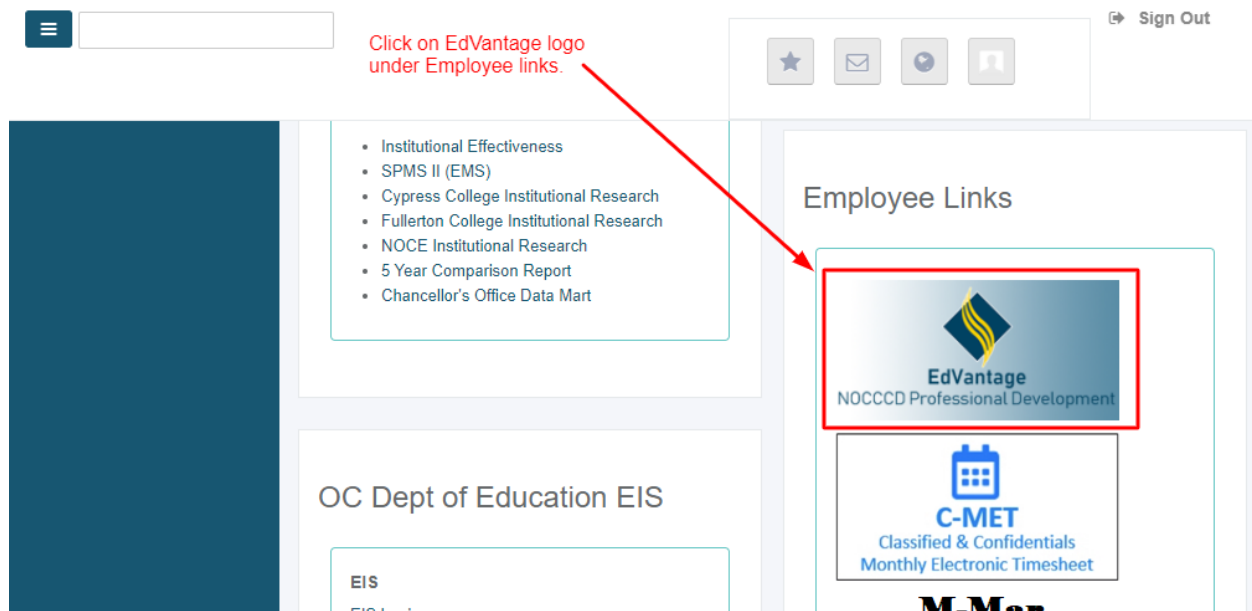 Sign Out
Click on EdVantage logo
under Employee links.
Institutional Effectiveness
SPMS II (EMS)
Cypress College Institutional Research
Fullerton College Institutional Research
NOCE Institutional Research
5 Year Comparison Report
Chancellor's Office Data Mart
OC Dept of Education EIS
EIS
Employee Links
EdVantage
NOCCCD Professional Development
C-MET
Classified & Confidentials
Monthly Electronic Timesheet